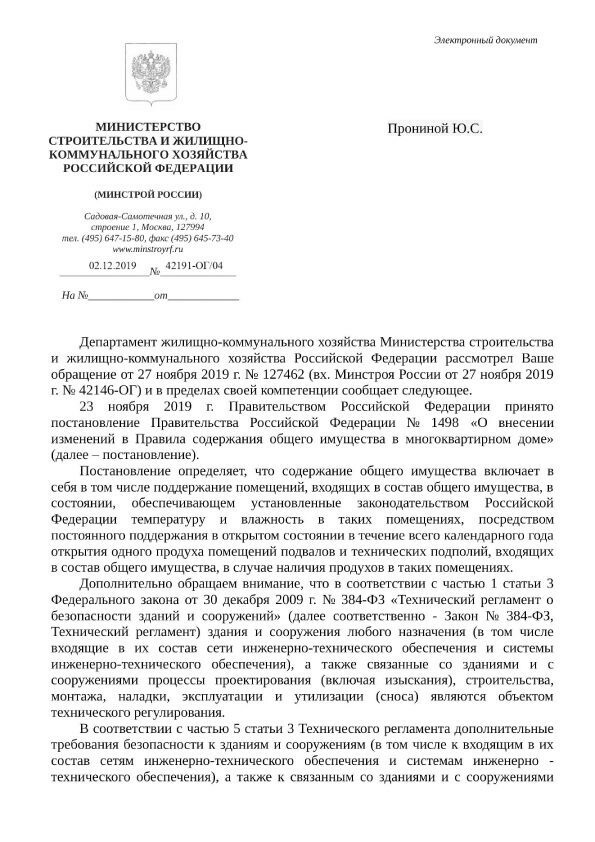 Электронный документ
МИНИСТЕРСТВО
СТРОИТЕЛЬСТВА И ЖИЛИЩНО-
КОММУНАЛЬНОГО ХОЗЯЙСТВА
РОССИЙСКОЙ ФЕДЕРАЦИИ
(МИНСТРОЙ РОССИИ)
Садовая-Самотечная ул., д. 10,
строение 1, Москва, 127994
тел. (495) 647-15-80, факс (495) 645-73-40
www.minstroyrf.ru
02.12.2019 № 42191-ОГ/04
На №____________от_____________
Прониной Ю.С.
Департамент жилищно-коммунального хозяйства Министерства строительства
и жилищно-коммунального хозяйства Российской Федерации рассмотрел Ваше
обращение от 27 ноября 2019 г. № 127462 (вх. Минстроя России от 27 ноября 2019
г. № 42146-ОГ) и в пределах своей компетенции сообщает следующее.
23 ноября 2019 г. Правительством Российской Федерации принято
постановление Правительства Российской Федерации № 1498 «О внесении
изменений в Правила содержания общего имущества в многоквартирном доме»
(далее – постановление).
Постановление определяет, что содержание общего имущества включает в
себя в том числе поддержание помещений, входящих в состав общего имущества, в
состоянии, обеспечивающем установленные законодательством Российской
Федерации температуру и влажность в таких помещениях, посредством
постоянного поддержания в открытом состоянии в течение всего календарного года
открытия одного продуха помещений подвалов и технических подполий, входящих
в состав общего имущества, в случае наличия продухов в таких помещениях.
Дополнительно обращаем внимание, что в соответствии с частью 1 статьи 3
Федерального закона от 30 декабря 2009 г. № 384-ФЗ «Технический регламент о
безопасности зданий и сооружений» (далее соответственно - Закон № 384-ФЗ,
Технический регламент) здания и сооружения любого назначения (в том числе
входящие в их состав сети инженерно-технического обеспечения и системы
инженерно-технического обеспечения), а также связанные со зданиями и с
сооружениями процессы проектирования (включая изыскания), строительства,
монтажа, наладки, эксплуатации и утилизации (сноса) являются объектом
технического регулирования.
В соответствии с частью 5 статьи 3 Технического регламента дополнительные
требования безопасности к зданиям и сооружениям (в том числе к входящим в их
состав сетям инженерно-технического обеспечения и системам инженерно -
технического обеспечения), а также к связанным со зданиями и с сооружениями